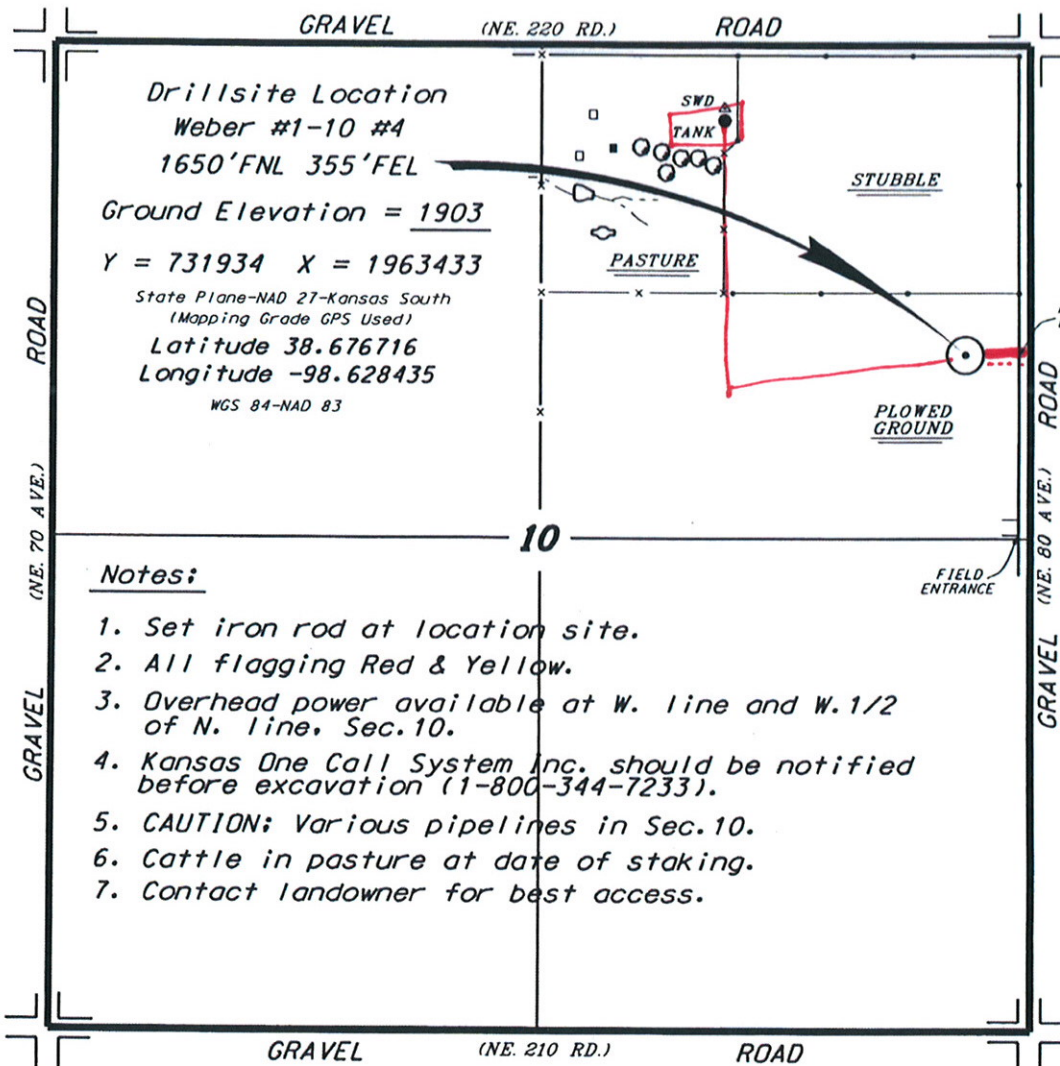 GRAVEL (NE. 220 RD.) ROAD
Drillsite Location
Weber #1-10 #4
1650'FNL 355'FEL
Ground Elevation = 1903
Y = 731934 X = 1963433
State Plane-NAD 27-Kansas South
(Mapping Grade GPS Used)
Latitude 38.676716
Longitude -98.628435
WGS 84-NAD 83
SWD
TANK
STUBBLE
PASTURE
PLOWED
GROUND
10
FIELD
ENTRANCE
GRAVEL (NE. 70 AVE.) ROAD
GRAVEL (NE. 80 AVE.) ROAD
Notes:
1. Set iron rod at location site.
2. All flagging Red & Yellow.
3. Overhead power available at W. line and W.1/2
of N. line, Sec.10.
4. Kansas One Call System Inc. should be notified
before excavation (1-800-344-7233).
5. CAUTION: Various pipelines in Sec.10.
6. Cattle in pasture at date of staking.
7. Contact landowner for best access.
GRAVEL (NE. 210 RD.) ROAD